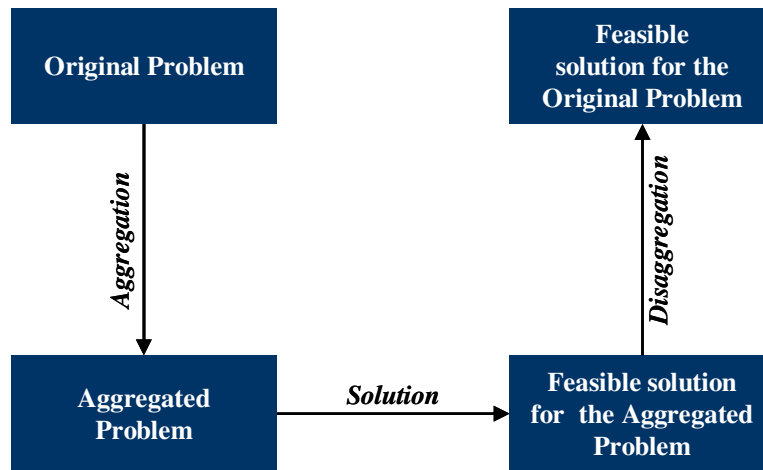 Original Problem
Feasible
solution for the
Original Problem
Aggregation
Disaggregation
Aggregated
Problem
Solution
Feasible solution
for the Aggregated
Problem